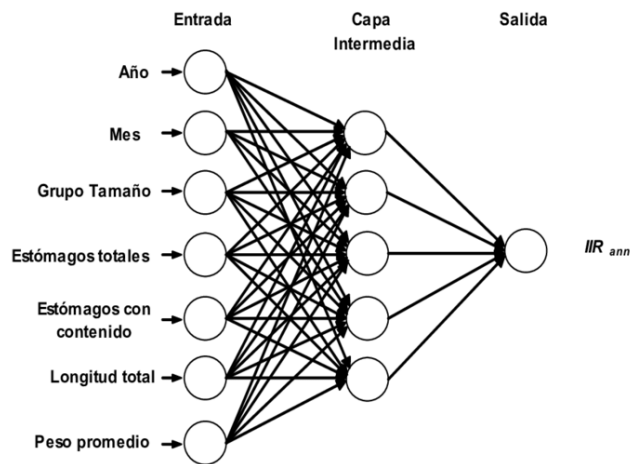 Entrada
Capa
Intermedia
Salida
Año
Mes
Grupo Tamaño
Estómagos totales
Estómagos con
contenido
Longitud total
Peso promedio
IIR ann